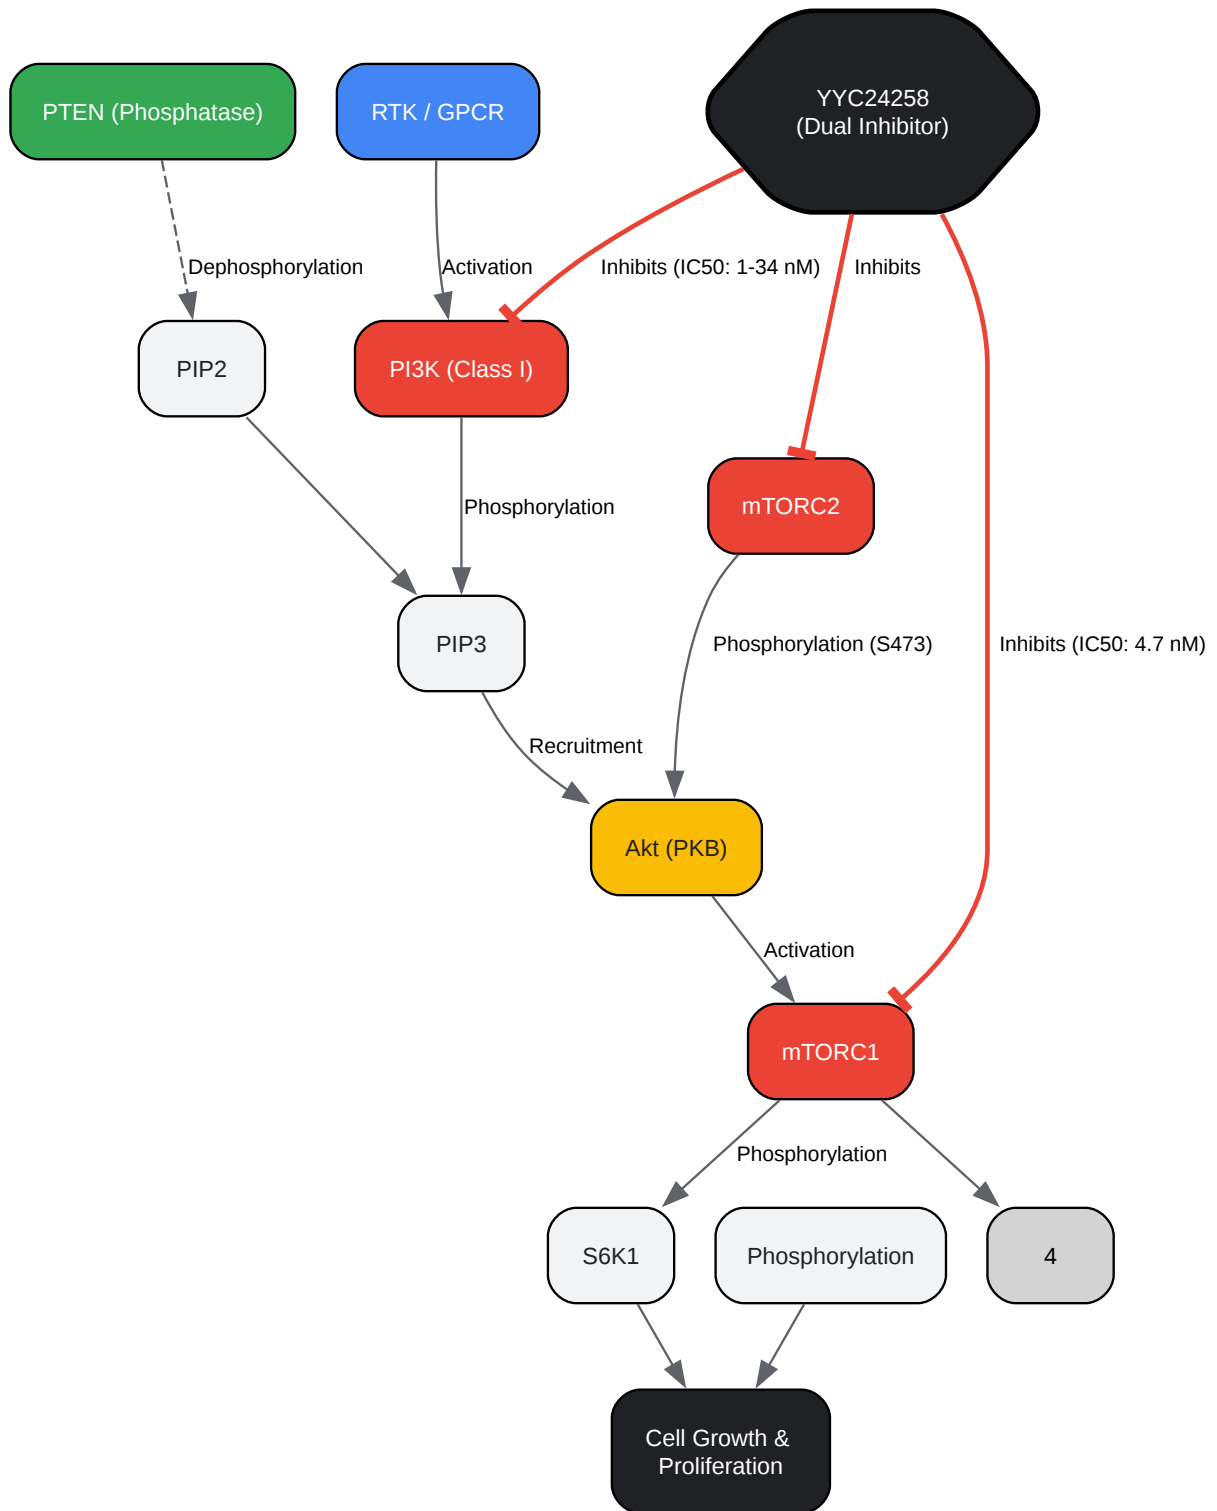 YYC24258
(Dual Inhibitor)
PTEN (Phosphatase)
RTK / GPCR
Dephosphorylation
Activation
Inhibits (IC50: 1-34 nM)
Inhibits
PIP2
PI3K (Class I)
Phosphorylation
mTORC2
PIP3
Phosphorylation (S473)
Inhibits (IC50: 4.7 nM)
Recruitment
Akt (PKB)
Activation
mTORC1
Phosphorylation
S6K1
Phosphorylation
4
Cell Growth &
Proliferation